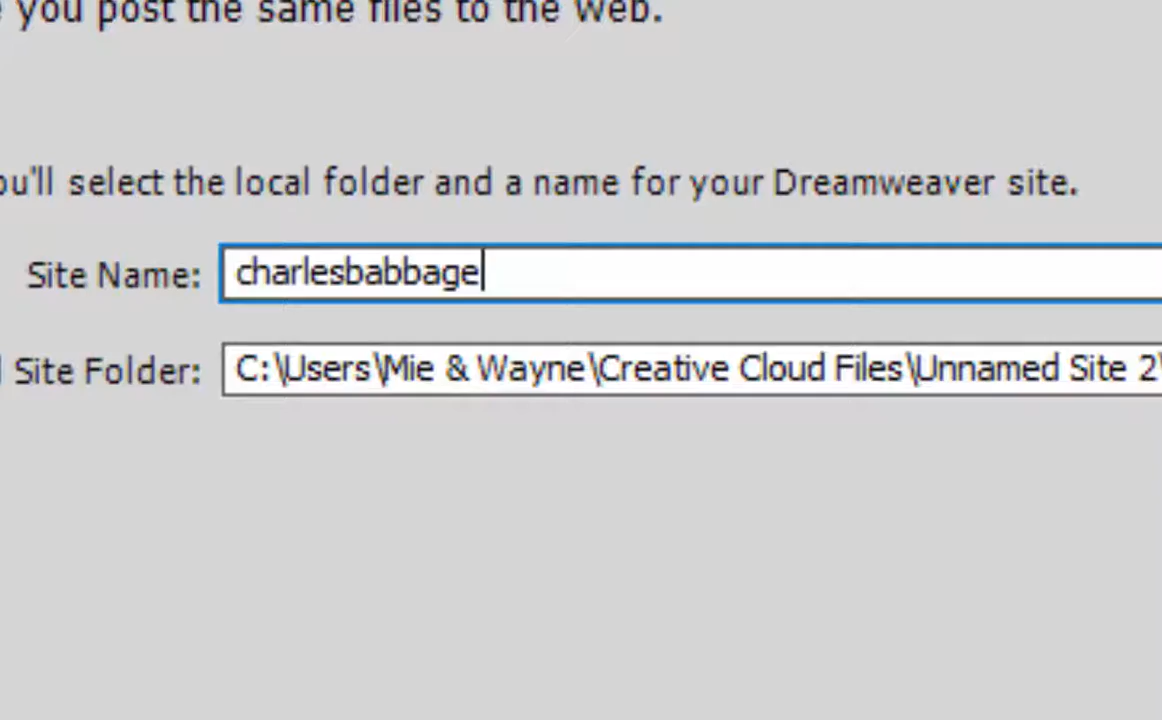 you post the same files to the web.
ou'll select the local folder and a name for your Dreamweaver site.
Site Name: charlesbabbage
Site Folder: C:\Users\Mie & Wayne\Creative Cloud Files\Unnamed Site 2\